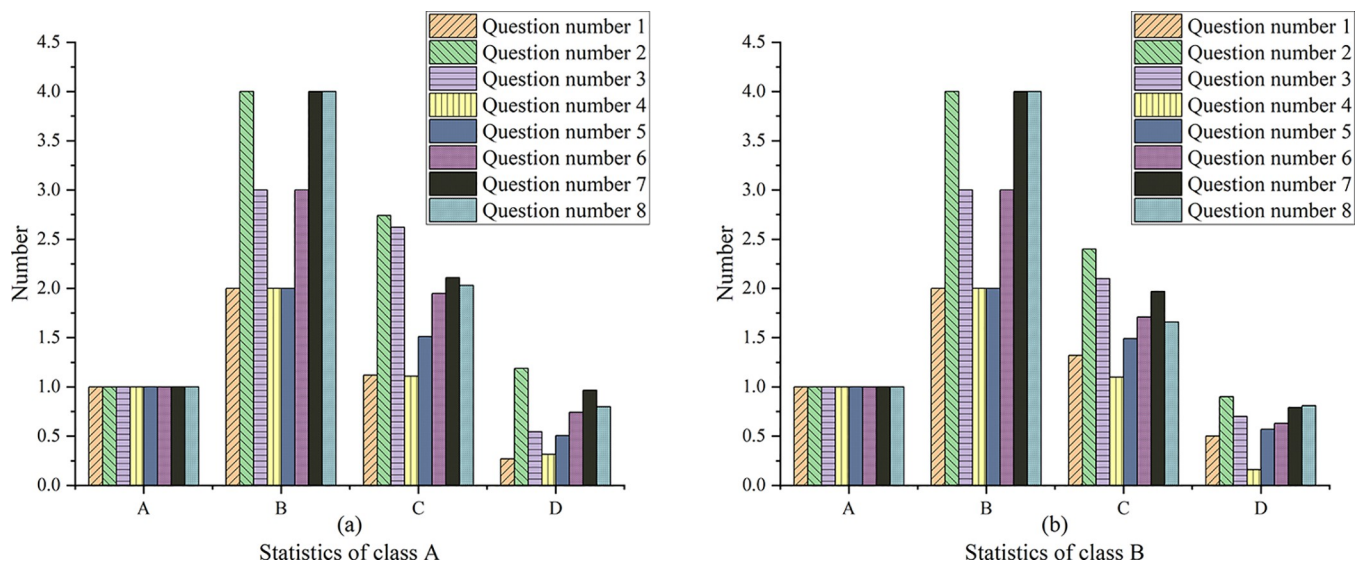 Question number 1
Question number 2
Question number 3
Question number 4
Question number 5
Question number 6
Question number 7
Question number 8
4.5
4.0
3.5
3.0
2.5
2.0
1.5
1.0
0.5
0.0
Number
A B C D
(a)
Statistics of class A
Question number 1
Question number 2
Question number 3
Question number 4
Question number 5
Question number 6
Question number 7
Question number 8
4.5
4.0
3.5
3.0
2.5
2.0
1.5
1.0
0.5
0.0
Number
A B C D
(b)
Statistics of class B